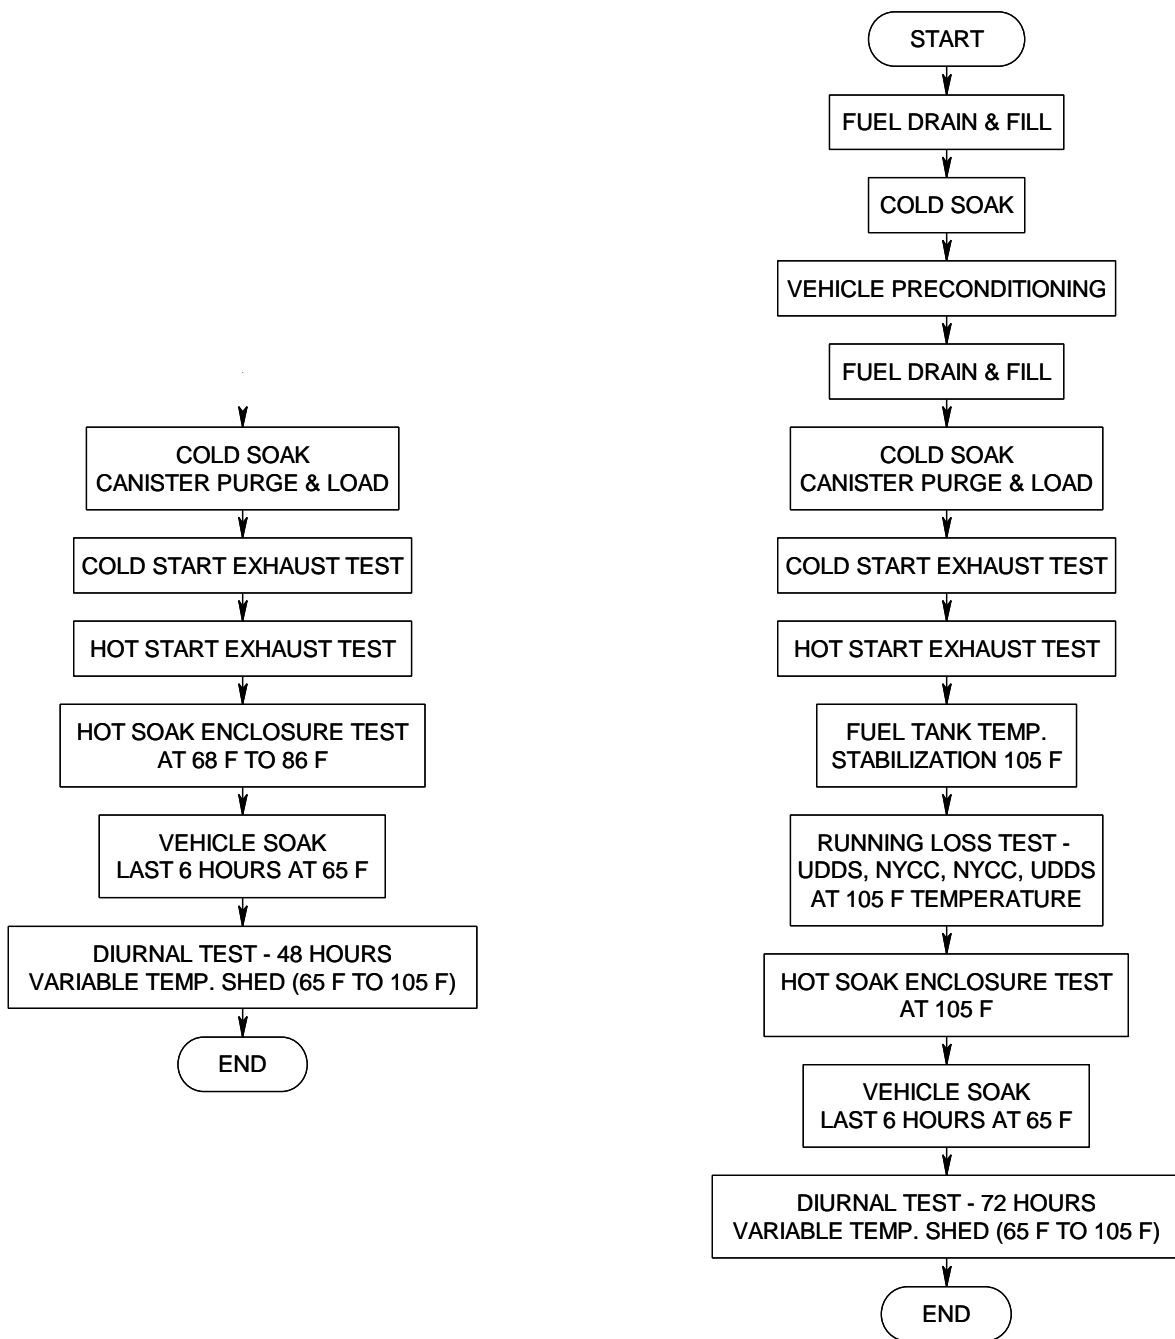 START
FUEL DRAIN & FILL
COLD SOAK
VEHICLE PRECONDITIONING
FUEL DRAIN & FILL
COLD SOAK
CANISTER PURGE & LOAD
COLD START EXHAUST TEST
HOT START EXHAUST TEST
FUEL TANK TEMP.
STABILIZATION 105 F
RUNNING LOSS TEST -
UDDS, NYCC, NYCC, UDDS
AT 105 F TEMPERATURE
HOT SOAK ENCLOSURE TEST
AT 105 F
VEHICLE SOAK
LAST 6 HOURS AT 65 F
DIURNAL TEST - 72 HOURS
VARIABLE TEMP. SHED (65 F TO 105 F)
END
COLD SOAK
CANISTER PURGE & LOAD
COLD START EXHAUST TEST
HOT START EXHAUST TEST
HOT SOAK ENCLOSURE TEST
AT 68 F TO 86 F
VEHICLE SOAK
LAST 6 HOURS AT 65 F
DIURNAL TEST - 48 HOURS
VARIABLE TEMP. SHED (65 F TO 105 F)
END